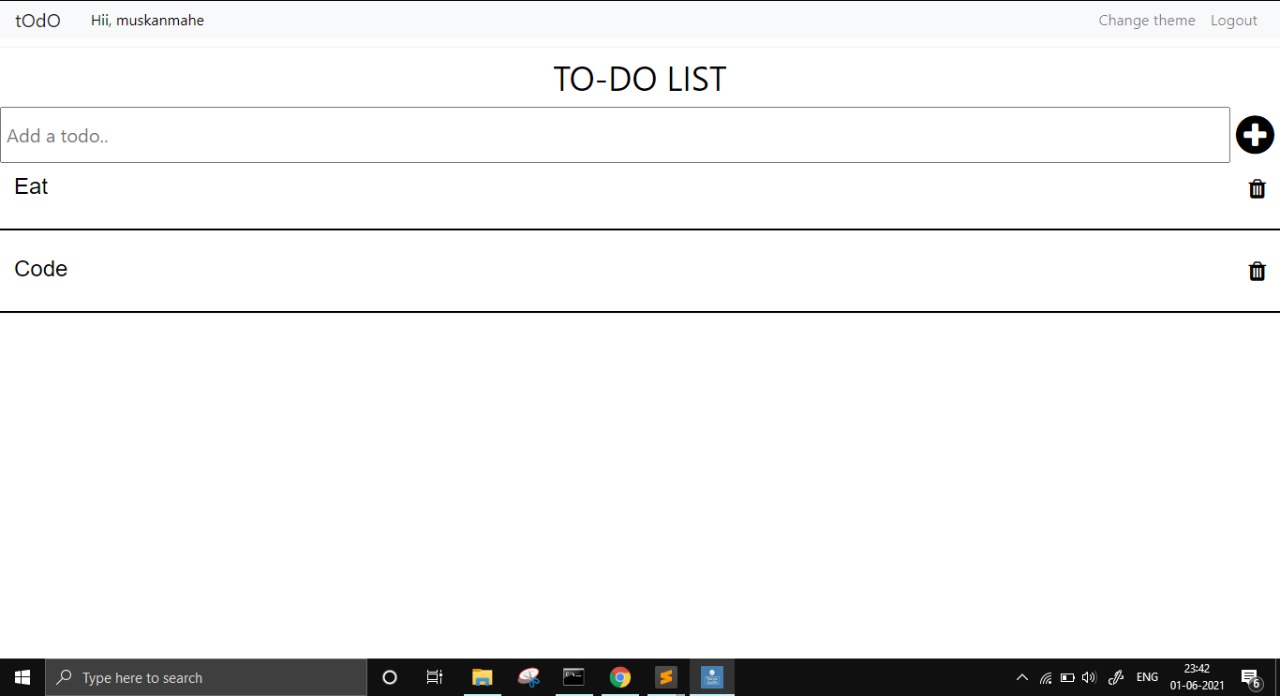 tOdO Hii, muskanmahe Change theme Logout
TO-DO LIST
Add a todo..
Eat
Code
Type here to search
ENG
23:42
01-06-2021
6